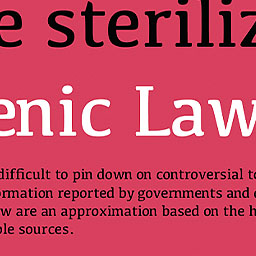 e steriliz
enic Law
difficult to pin down on controversial to
ormation reported by governments and
w are an approximation based on the h
ble sources.